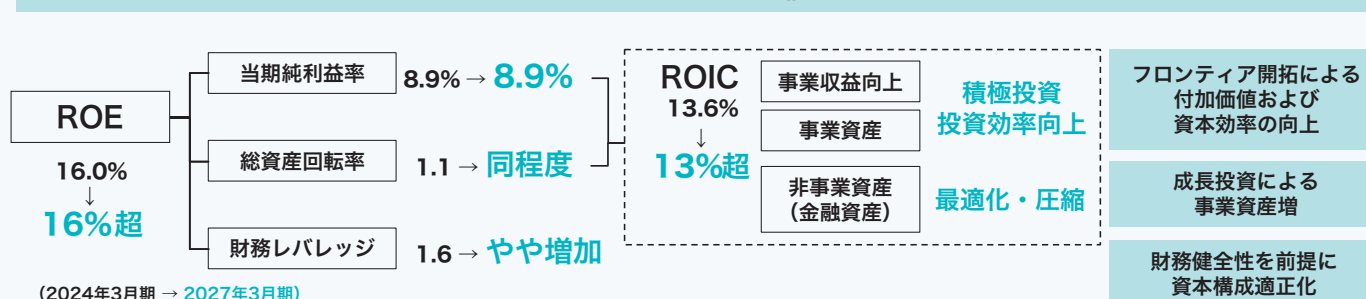 ROE
16.0%
↓
16%超
当期純利益率
8.9% → 8.9%
総資産回転率
1.1 → 同程度
財務レバレッジ
1.6 → やや増加
ROIC
13.6%
↓
13%超
事業収益向上
事業資産
非事業資産
（金融資産）
積極投資
投資効率向上
最適化・圧縮
フロンティア開拓による
付加価値および
資本効率の向上
成長投資による
事業資産増
財務健全性を前提に
資本構成適正化
（2024年3月期 → 2027年3月期）